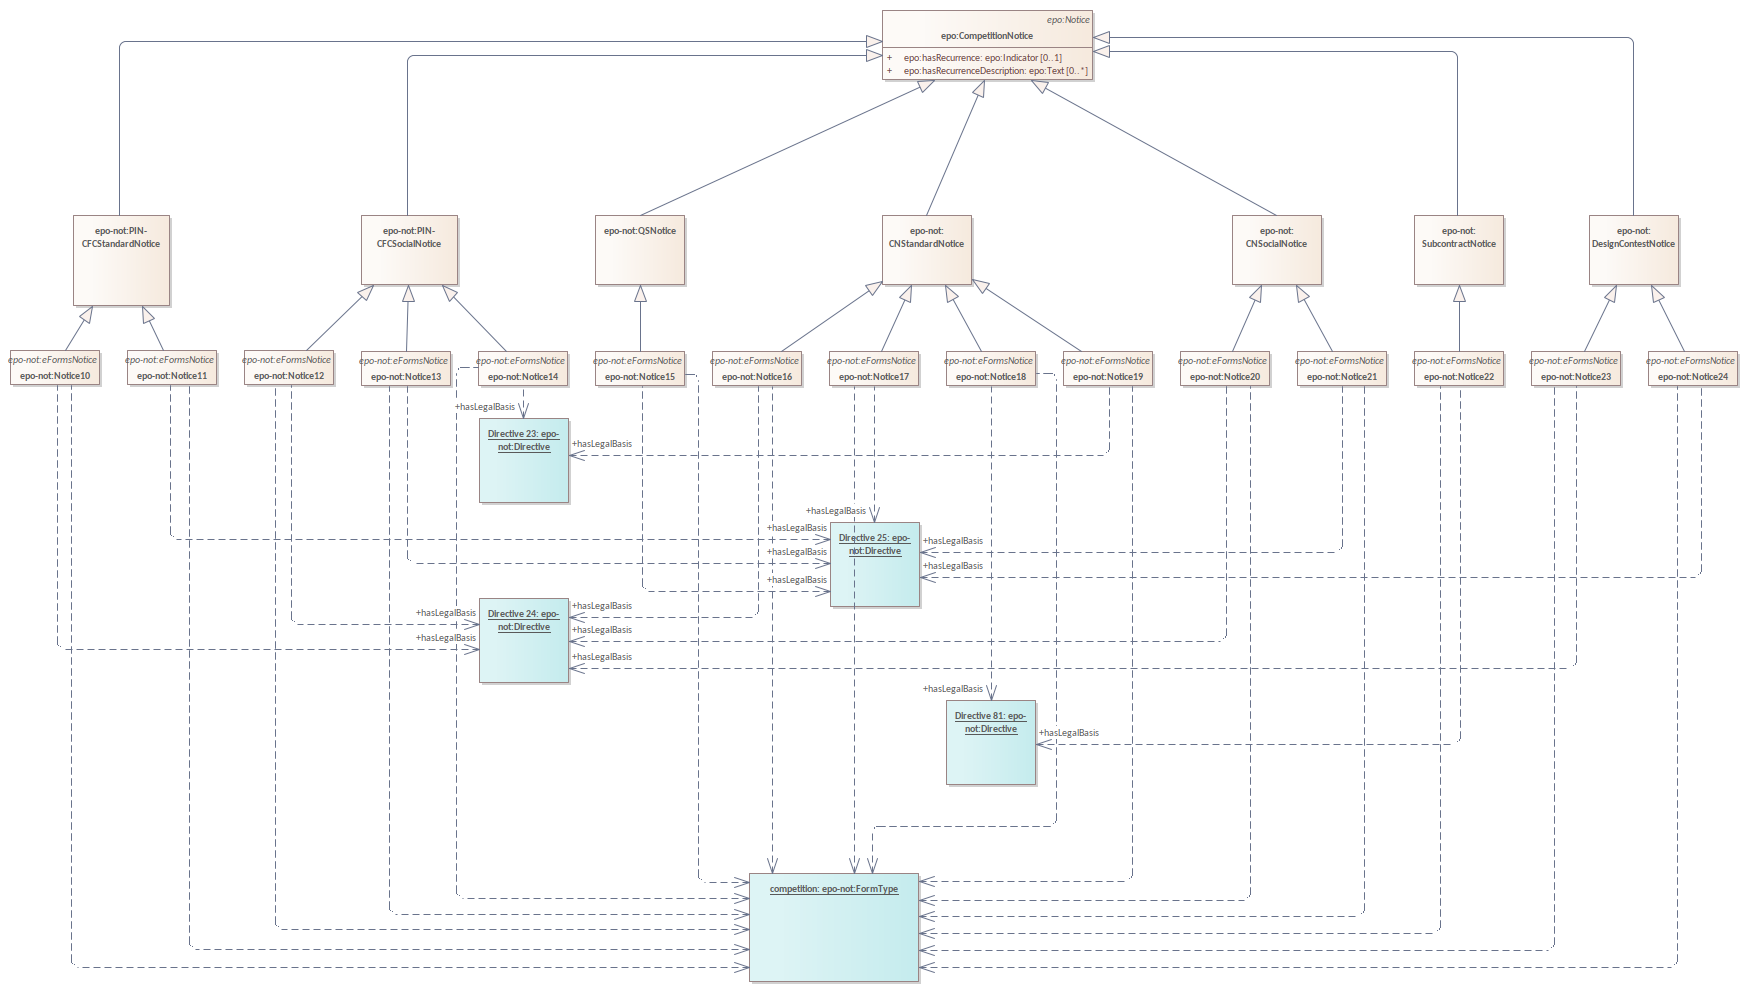 epo:Notice
epo:CompetitionNotice
+ epo:hasRecurrence: epo:Indicator [0..1]
+ epo:hasRecurrenceDescription: epo:Text [0..*]
epo-not:PIN-
CFCStandardNotice
epo-not:PIN-
CFCSocialNotice
epo-not:QSNotice
epo-not:
CNStandardNotice
epo-not:
CNSocialNotice
epo-not:
SubcontractNotice
epo-not:
DesignContestNotice
epo-not:eFormsNotice
epo-not:Notice10
epo-not:eFormsNotice
epo-not:Notice11
epo-not:eFormsNotice
epo-not:Notice12
epo-not:eFormsNotice
epo-not:Notice13
epo-not:eFormsNotice
epo-not:Notice14
epo-not:eFormsNotice
epo-not:Notice15
epo-not:eFormsNotice
epo-not:Notice16
epo-not:eFormsNotice
epo-not:Notice17
epo-not:eFormsNotice
epo-not:Notice18
epo-not:eFormsNotice
epo-not:Notice19
epo-not:eFormsNotice
epo-not:Notice20
epo-not:eFormsNotice
epo-not:Notice21
epo-not:eFormsNotice
epo-not:Notice22
epo-not:eFormsNotice
epo-not:Notice23
epo-not:eFormsNotice
epo-not:Notice24
+hasLegalBasis
Directive 23: epo-
not:Directive
+hasLegalBasis
+hasLegalBasis
+hasLegalBasis
+hasLegalBasis
+hasLegalBasis
Directive 25: epo-
not:Directive
+hasLegalBasis
+hasLegalBasis
+hasLegalBasis
+hasLegalBasis
Directive 24: epo-
not:Directive
+hasLegalBasis
+hasLegalBasis
+hasLegalBasis
+hasLegalBasis
Directive 81: epo-
not:Directive
+hasLegalBasis
competition: epo-not:FormType